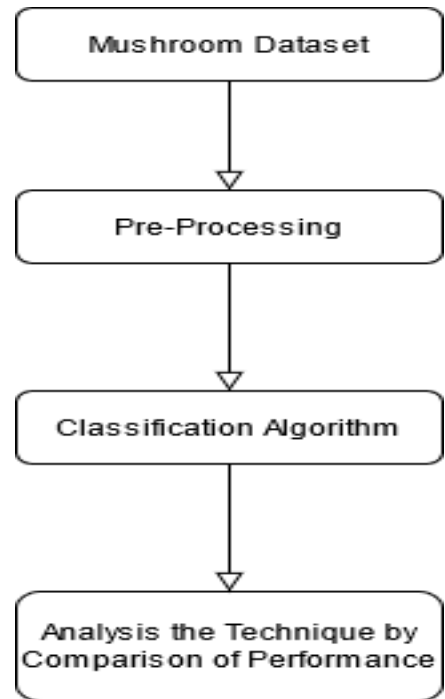 Mushroom Dataset
Pre-Processing
Classification Algorithm
Analysis the Technique by
Comparison of Performance